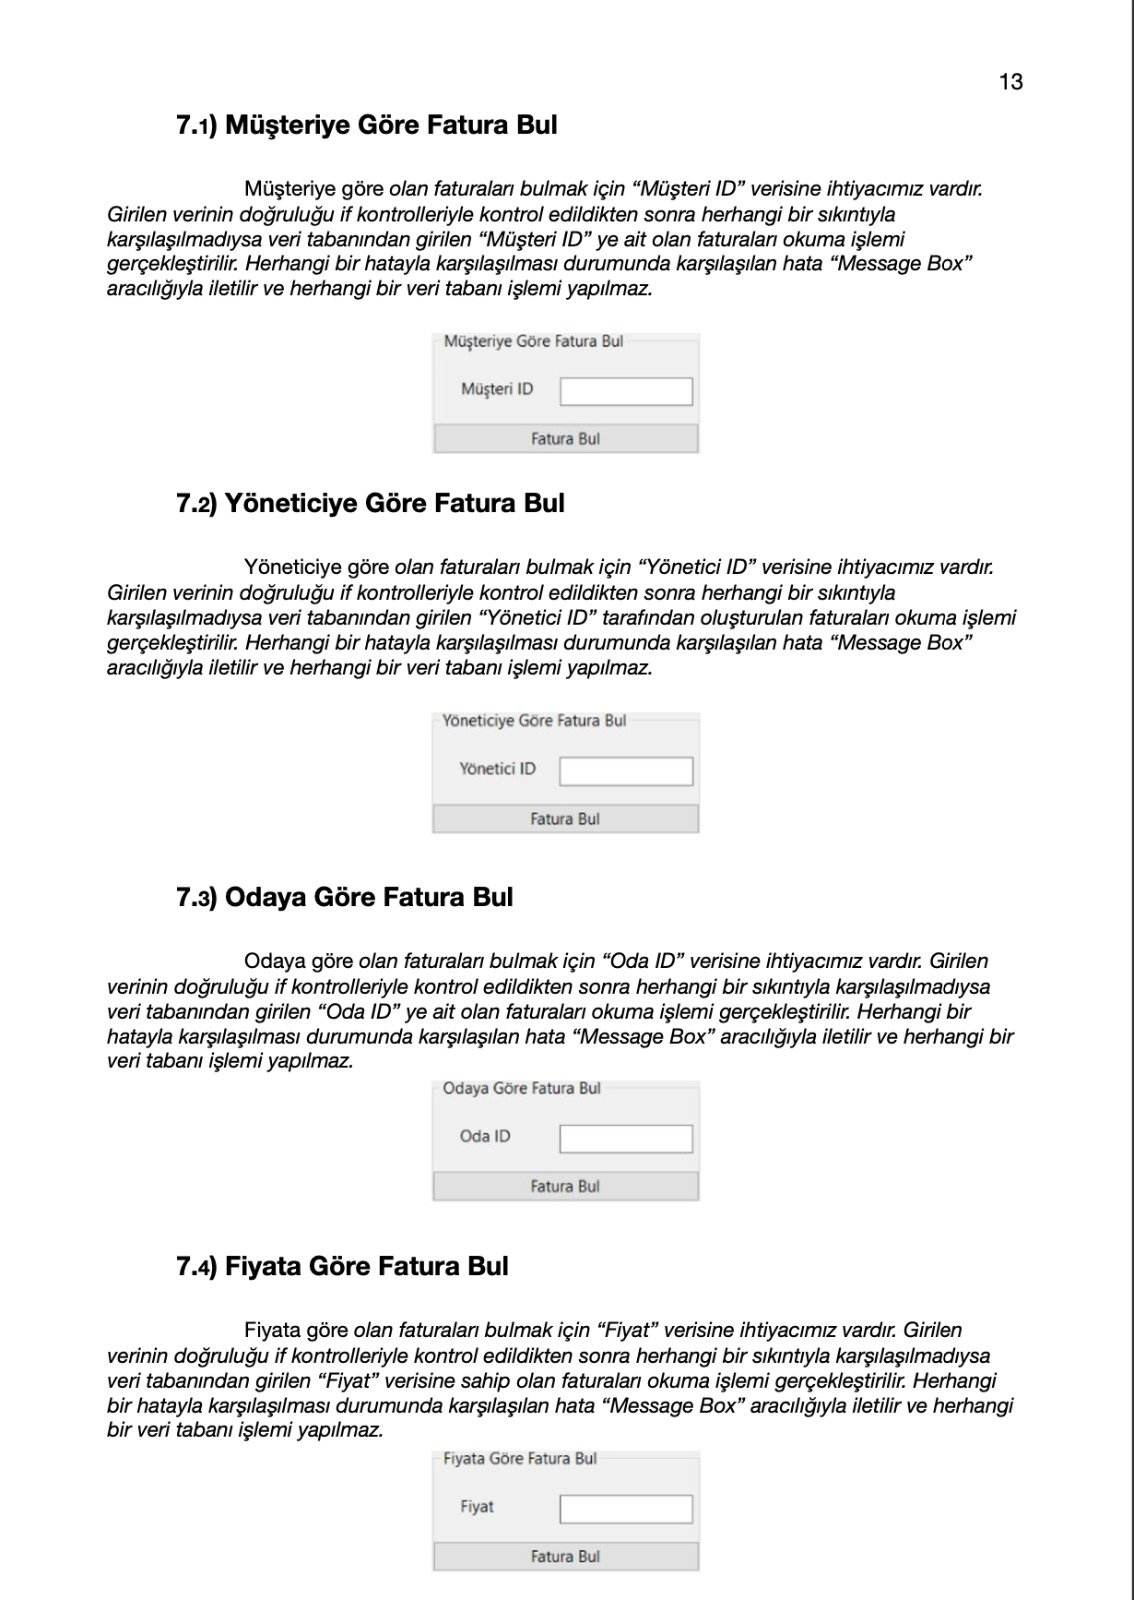 13
7.1) Müşteriye Göre Fatura Bul
Müşteriye göre olan faturaları bulmak için “Müşteri ID” verisine ihtiyacımız vardır.
Girilen verinin doğruluğu if kontrolleriyle kontrol edildikten sonra herhangi bir sıkıntıyla
karşılaşılmadıysa veri tabanından girilen “Müşteri ID” ye ait olan faturaları okuma işlemi
gerçekleştirilir. Herhangi bir hatayla karşılaşılması durumunda karşılaşılan hata “Message Box”
aracılığıyla iletilir ve herhangi bir veri tabanı işlemi yapılmaz.
Müşteriye Göre Fatura Bul
Müşteri ID
Fatura Bul
7.2) Yöneticiye Göre Fatura Bul
Yöneticiye göre olan faturaları bulmak için “Yönetici ID” verisine ihtiyacımız vardır.
Girilen verinin doğruluğu if kontrolleriyle kontrol edildikten sonra herhangi bir sıkıntıyla
karşılaşılmadıysa veri tabanından girilen “Yönetici ID” tarafından oluşturulan faturaları okuma işlemi
gerçekleştirilir. Herhangi bir hatayla karşılaşılması durumunda karşılaşılan hata “Message Box”
aracılığıyla iletilir ve herhangi bir veri tabanı işlemi yapılmaz.
Yöneticiye Göre Fatura Bul
Yönetici ID
Fatura Bul
7.3) Odaya Göre Fatura Bul
Odaya göre olan faturaları bulmak için “Oda ID” verisine ihtiyacımız vardır. Girilen
verinin doğruluğu if kontrolleriyle kontrol edildikten sonra herhangi bir sıkıntıyla karşılaşılmadıysa
veri tabanından girilen “Oda ID” ye ait olan faturaları okuma işlemi gerçekleştirilir. Herhangi bir
hatayla karşılaşılması durumunda karşılaşılan hata “Message Box” aracılığıyla iletilir ve herhangi bir
veri tabanı işlemi yapılmaz.
Odaya Göre Fatura Bul
Oda ID
Fatura Bul
7.4) Fiyata Göre Fatura Bul
Fiyata göre olan faturaları bulmak için “Fiyat” verisine ihtiyacımız vardır. Girilen
verinin doğruluğu if kontrolleriyle kontrol edildikten sonra herhangi bir sıkıntıyla karşılaşılmadıysa
veri tabanından girilen “Fiyat” verisine sahip olan faturaları okuma işlemi gerçekleştirilir. Herhangi
bir hatayla karşılaşılması durumunda karşılaşılan hata “Message Box” aracılığıyla iletilir ve herhangi
bir veri tabanı işlemi yapılmaz.
Fiyata Göre Fatura Bul
Fiyat
Fatura Bul